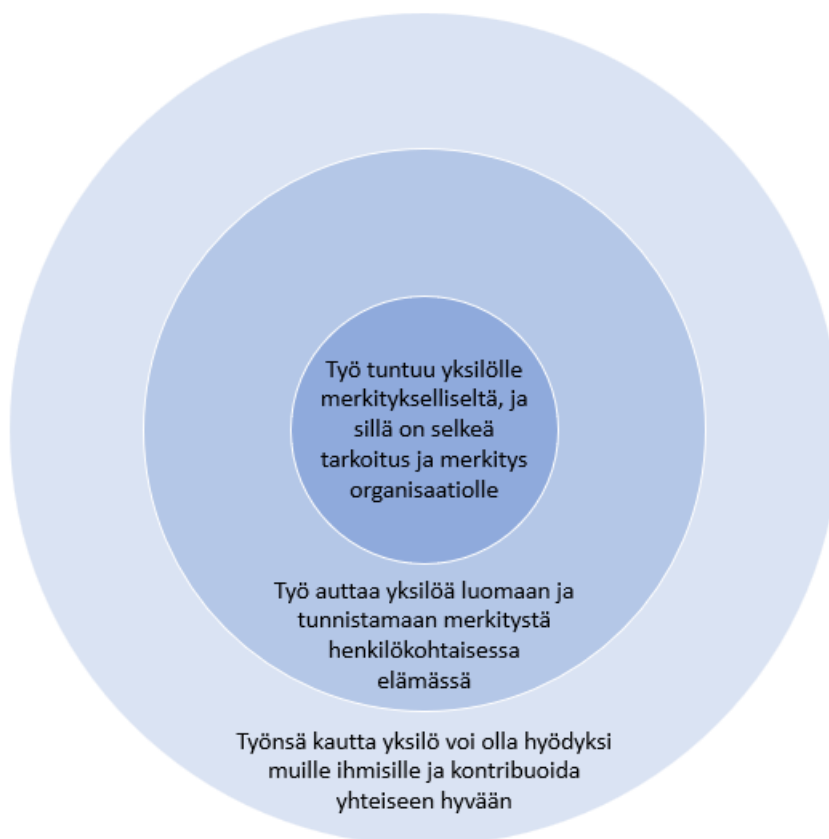 Työ tuntuu yksilölle
merkitykselliseltä, ja
sillä on selkeä
tarkoitus ja merkitys
organisaatiolle
Työ auttaa yksilöä luomaan ja
tunnistamaan merkitystä
henkilökohtaisessa
elämässä
Työnsä kautta yksilö voi olla hyödyksi
muille ihmisille ja kontribuoida
yhteiseen hyvään